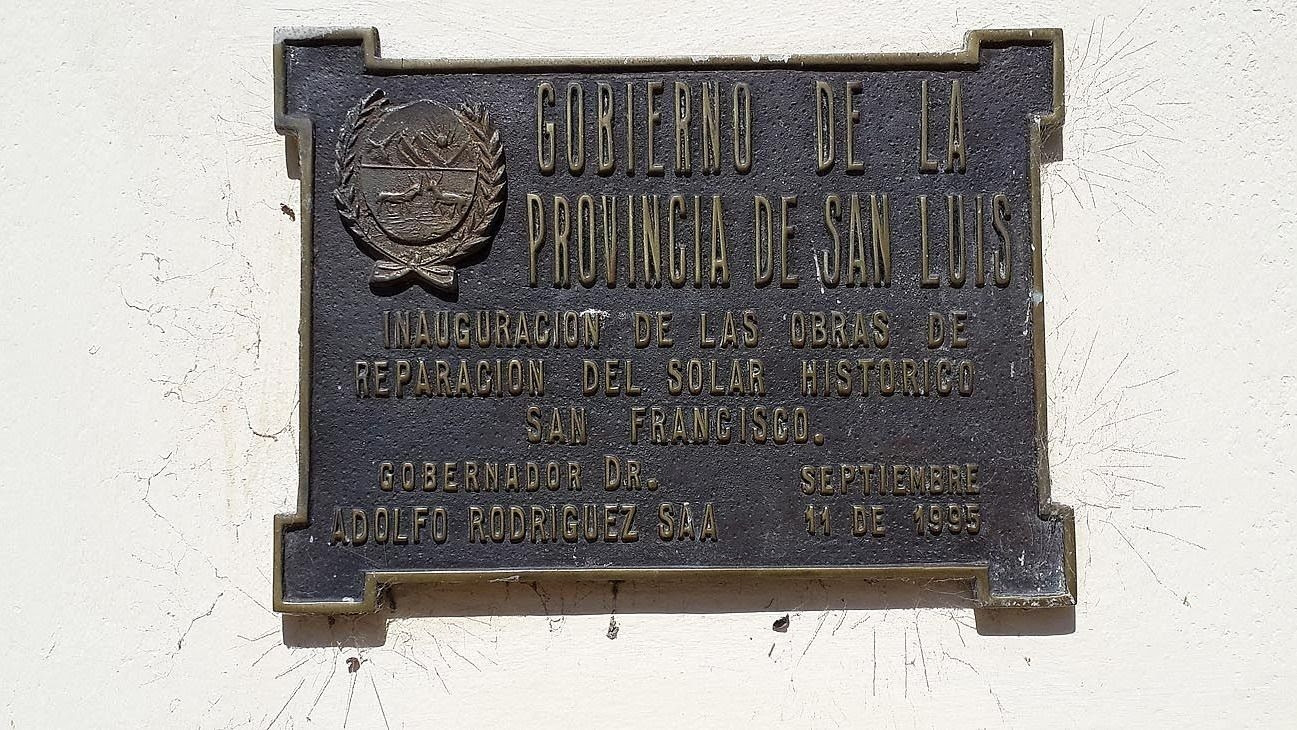 GOBIERNO DE LA
PROVINCIA DE SAN LUIS
INAUGURACION DE LAS OBRAS DE
REPARACION DEL SOLAR HISTORICO
SAN FRANCISCO.
GOBERNADOR DR.
ADOLFO RODRIGUEZ SAA
SEPTIEMBRE
11 DE 1995